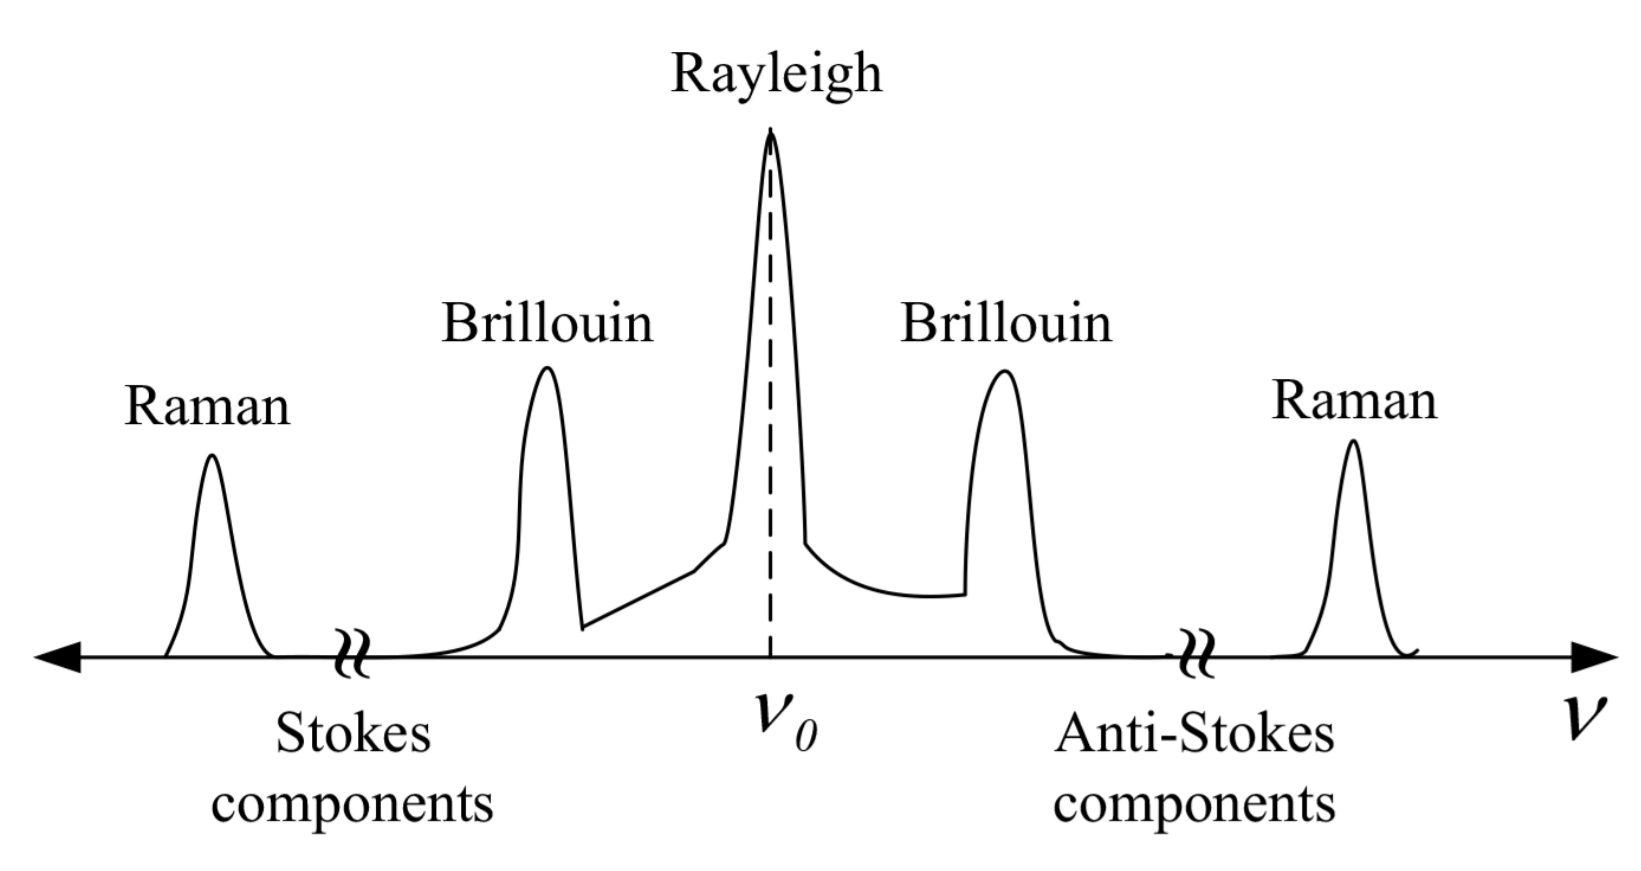 Rayleigh
Brillouin
Brillouin
Raman
Raman
ν0
ν
Stokes
components
Anti-Stokes
components